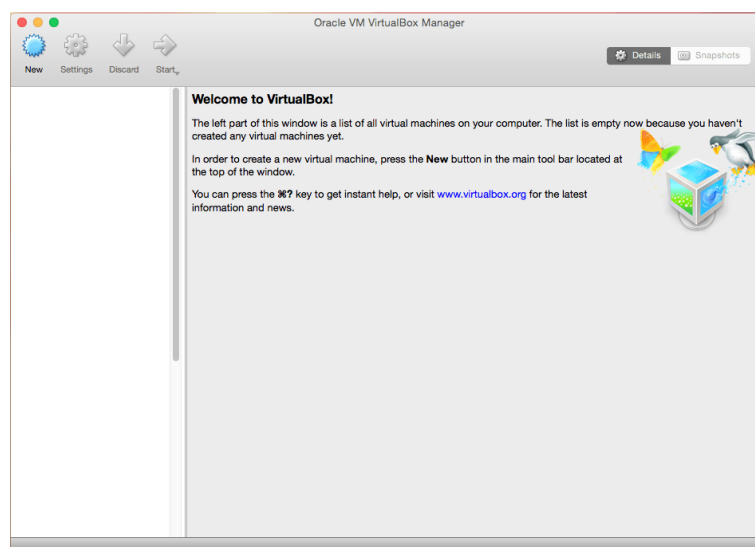 Oracle VM VirtualBox Manager
New Settings Discard Start
Details Snapshots
Welcome to VirtualBox!
The left part of this window is a list of all virtual machines on your computer. The list is empty now because you haven't
created any virtual machines yet.
In order to create a new virtual machine, press the New button in the main tool bar located at
the top of the window.
You can press the ⌘? key to get instant help, or visit www.virtualbox.org for the latest
information and news.